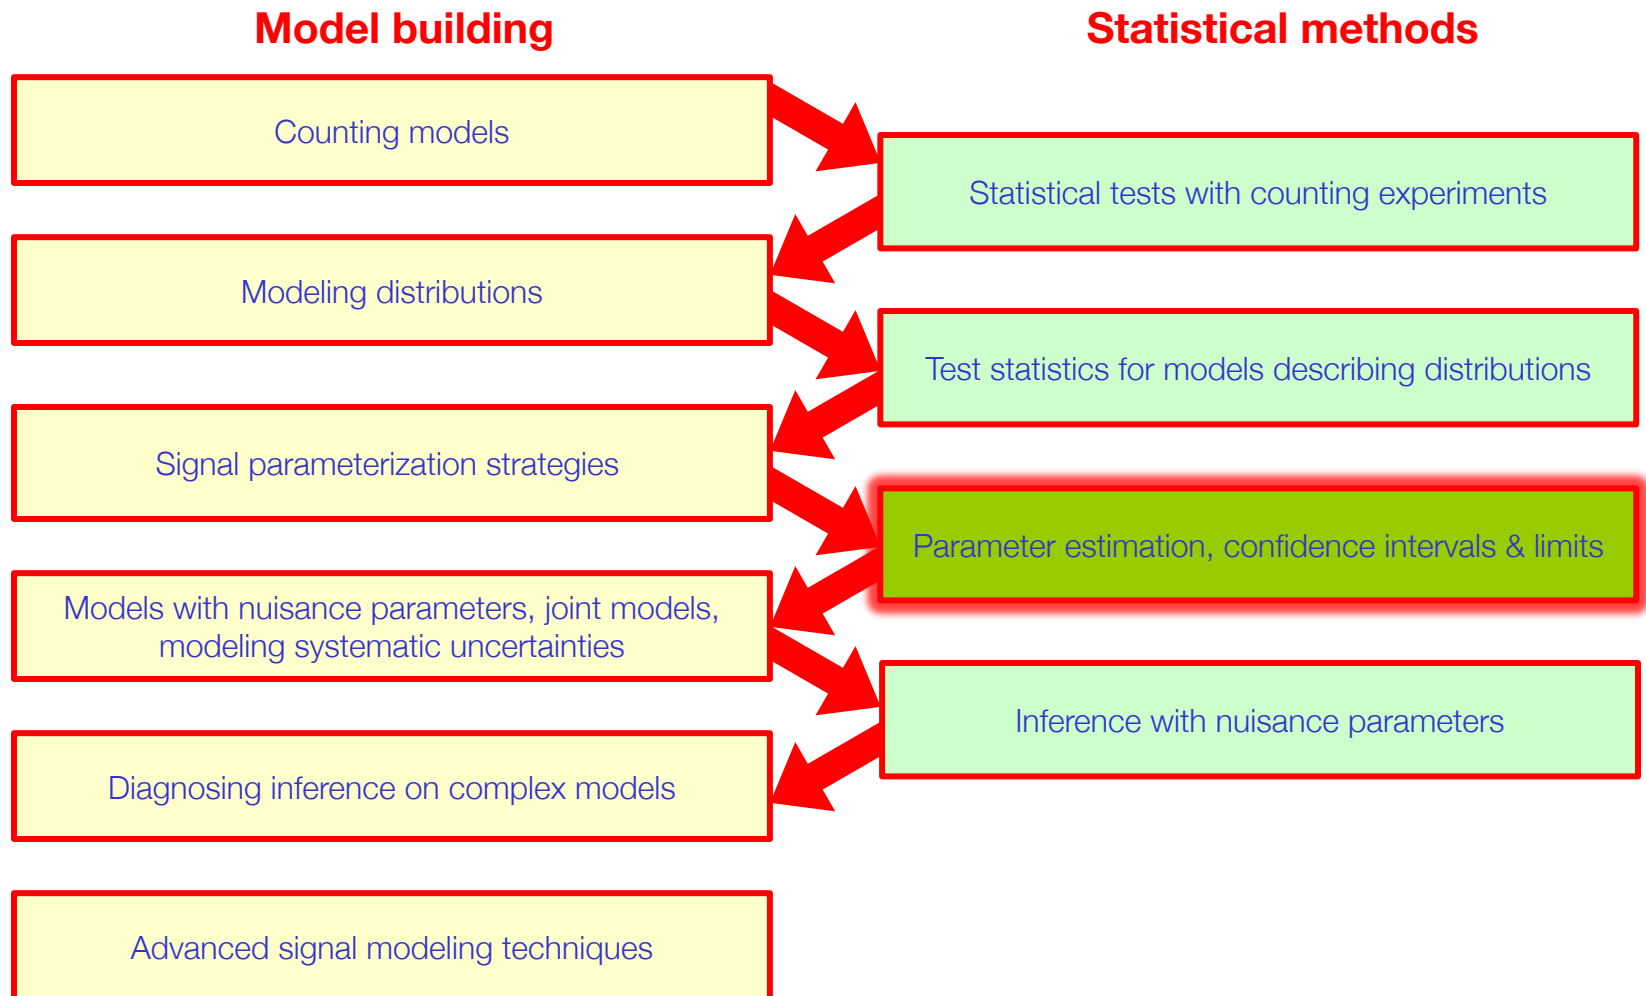 Model building
Statistical methods
Counting models
Statistical tests with counting experiments
Modeling distributions
Test statistics for models describing distributions
Signal parameterization strategies
Parameter estimation, confidence intervals & limits
Models with nuisance parameters, joint models,
modeling systematic uncertainties
Inference with nuisance parameters
Diagnosing inference on complex models
Advanced signal modeling techniques